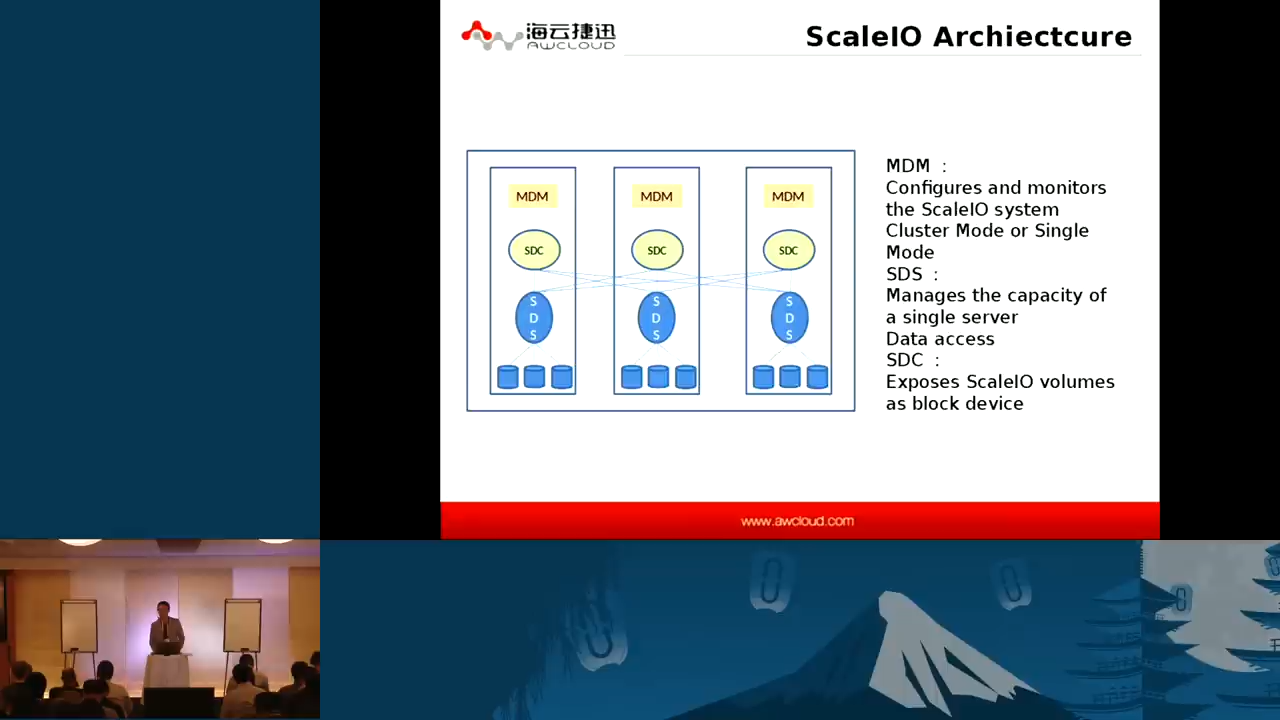 海云捷迅
AWCLOUD
ScaleIO Archiectcure
MDM MDM MDM
SDC SDC SDC
S S S
D D D
S S S
MDM :
Configures and monitors
the ScaleIO system
Cluster Mode or Single
Mode
SDS :
Manages the capacity of
a single server
Data access
SDC :
Exposes ScaleIO volumes
as block device
www.awcloud.com